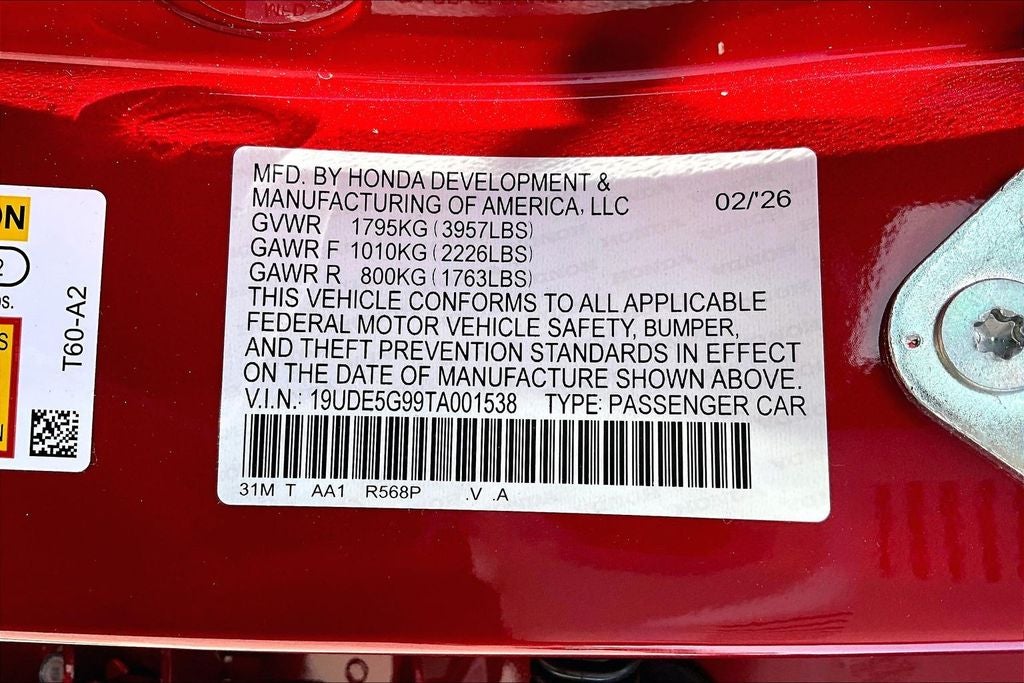 MFD. BY HONDA DEVELOPMENT &
MANUFACTURING OF AMERICA, LLC 02/'26
GVWR 1795KG (3957LBS)
GAWR F 1010KG (2226LBS)
GAWR R 800KG (1763LBS)
THIS VEHICLE CONFORMS TO ALL APPLICABLE
FEDERAL MOTOR VEHICLE SAFETY, BUMPER,
AND THEFT PREVENTION STANDARDS IN EFFECT
ON THE DATE OF MANUFACTURE SHOWN ABOVE.
V.I.N.: 19UDE5G99TA001538 TYPE: PASSENGER CAR
31M T AA1 R568P .V .A
T60-A2